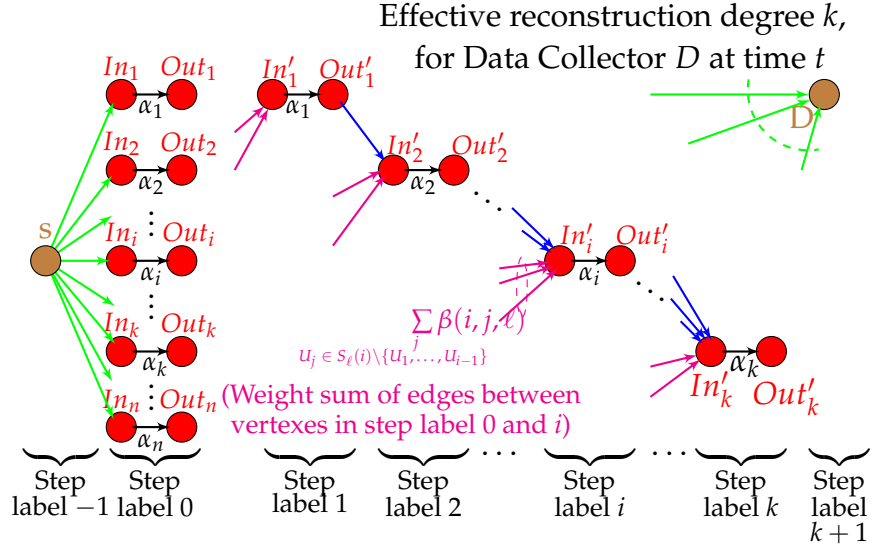 Effective reconstruction degree k,
for Data Collector D at time t
In₁ Out₁ In′₁ Out′₁
α₁ α₁
D
In₂ Out₂ In′₂ Out′₂
α₂ α₂
s
Inᵢ Outᵢ In′ᵢ Out′ᵢ
αᵢ αᵢ
∑ β(i, j, ℓ)
j
uⱼ ∈ s_ℓ(i)\{u₁,...,uᵢ₋₁}
Inₖ Outₖ
αₖ αₖ
In′ₖ Out′ₖ
(Weight sum of edges between
vertexes in step label 0 and i)
Inₙ Outₙ
αₙ
Step label −1
Step label 0
Step label 1
Step label 2
Step label i
Step label k
Step label k + 1